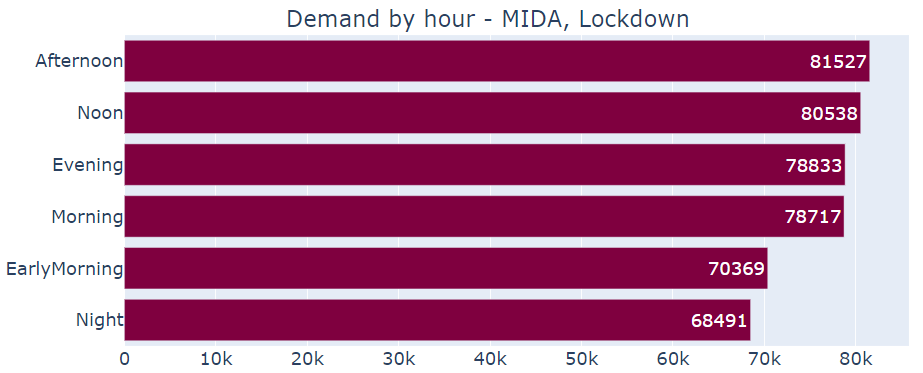 Demand by hour - MIDA, Lockdown
Afternoon 81527
Noon 80538
Evening 78833
Morning 78717
EarlyMorning 70369
Night 68491
0 10k 20k 30k 40k 50k 60k 70k 80k